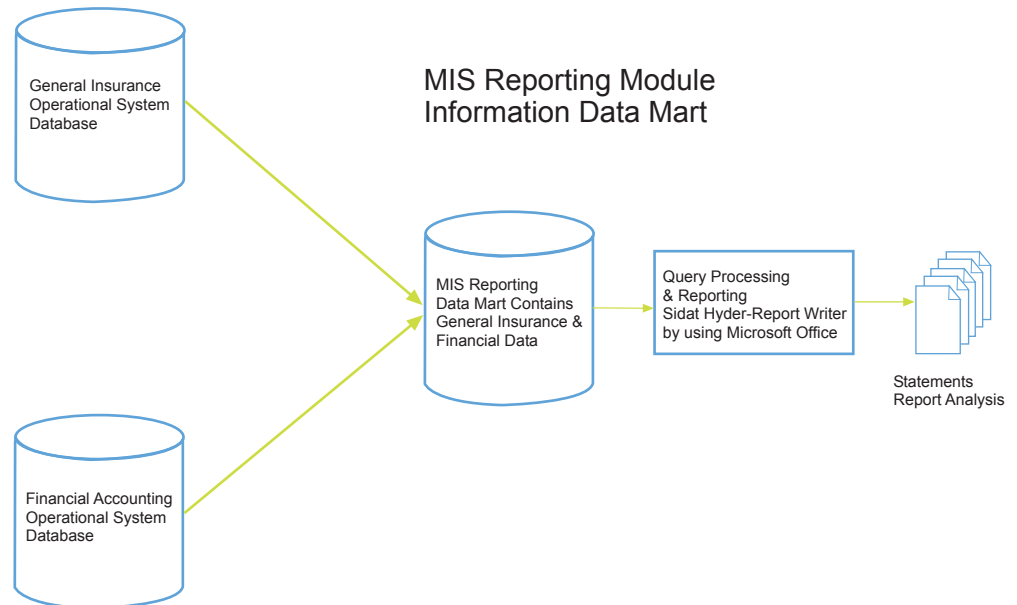 General Insurance
Operational System
Database
MIS Reporting Module
Information Data Mart
MIS Reporting
Data Mart Contains
General Insurance &
Financial Data
Query Processing
& Reporting
Sidat Hyder-Report Writer
by using Microsoft Office
Statements
Report Analysis
Financial Accounting
Operational System
Database